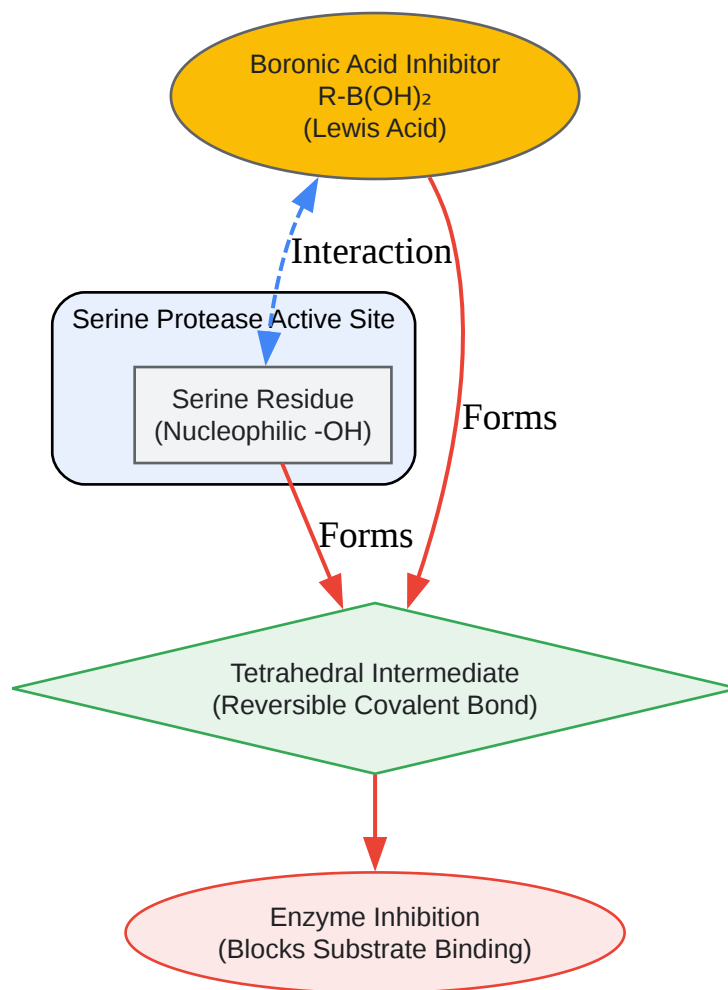 Boronic Acid Inhibitor
R-B(OH)₂
(Lewis Acid)
Interaction
Serine Protease Active Site
Serine Residue
(Nucleophilic -OH)
Forms
Forms
Tetrahedral Intermediate
(Reversible Covalent Bond)
Enzyme Inhibition
(Blocks Substrate Binding)